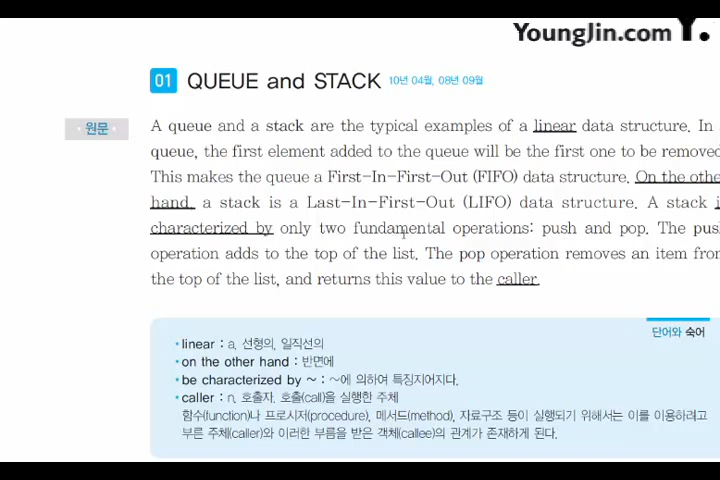 YoungJin.com Y.
01 QUEUE and STACK 10년 04월, 08년 09월
원문
A queue and a stack are the typical examples of a linear data structure. In
queue, the first element added to the queue will be the first one to be removed
This makes the queue a First-In-First-Out (FIFO) data structure. On the othe
hand, a stack is a Last-In-First-Out (LIFO) data structure. A stack i
characterized by only two fundamental operations: push and pop. The pus
operation adds to the top of the list. The pop operation removes an item from
the top of the list, and returns this value to the caller.
단어와 숙어
• linear : a, 선형의, 일직선의
• on the other hand : 반면에
• be characterized by ~ : ~에 의하여 특징지어지다.
• caller : n, 호출자, 호출(call)을 실행한 주체
함수(function)나 프로시저(procedure), 메서드(method), 자료구조 등이 실행되기 위해서는 이를 이용하려고
부른 주체(caller)와 이러한 부름을 받은 객체(callee)의 관계가 존재하게 된다.